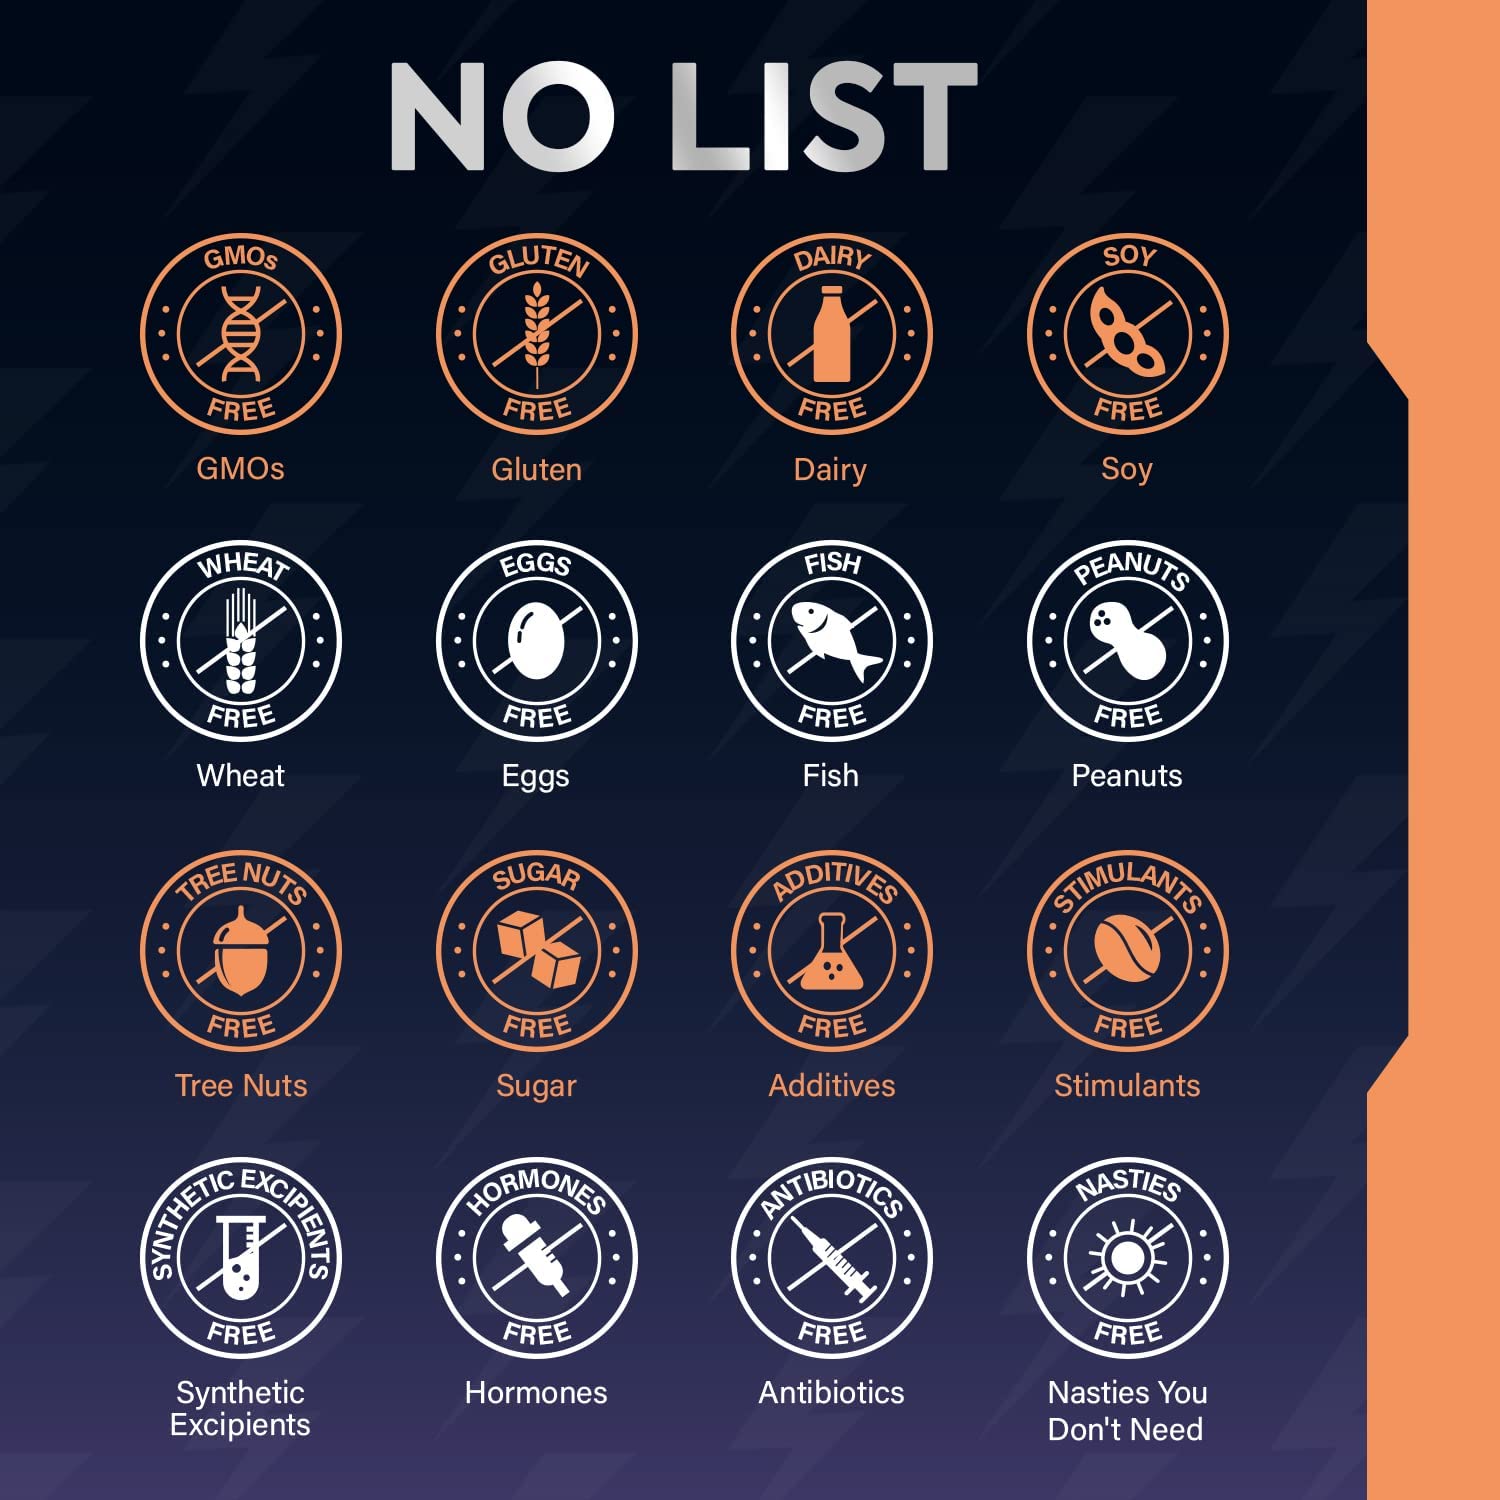 NO LIST
GMOs
FREE
GMOs
GLUTEN
FREE
Gluten
DAIRY
FREE
Dairy
SOY
FREE
Soy
WHEAT
FREE
Wheat
EGGS
FREE
Eggs
FISH
FREE
Fish
PEANUTS
FREE
Peanuts
TREE NUTS
FREE
Tree Nuts
SUGAR
FREE
Sugar
ADDITIVES
FREE
Additives
STIMULANTS
FREE
Stimulants
SYNTHETIC EXCIPIENTS
FREE
Synthetic
Excipients
HORMONES
FREE
Hormones
ANTIBIOTICS
FREE
Antibiotics
NASTIES
FREE
Nasties You
Don't Need